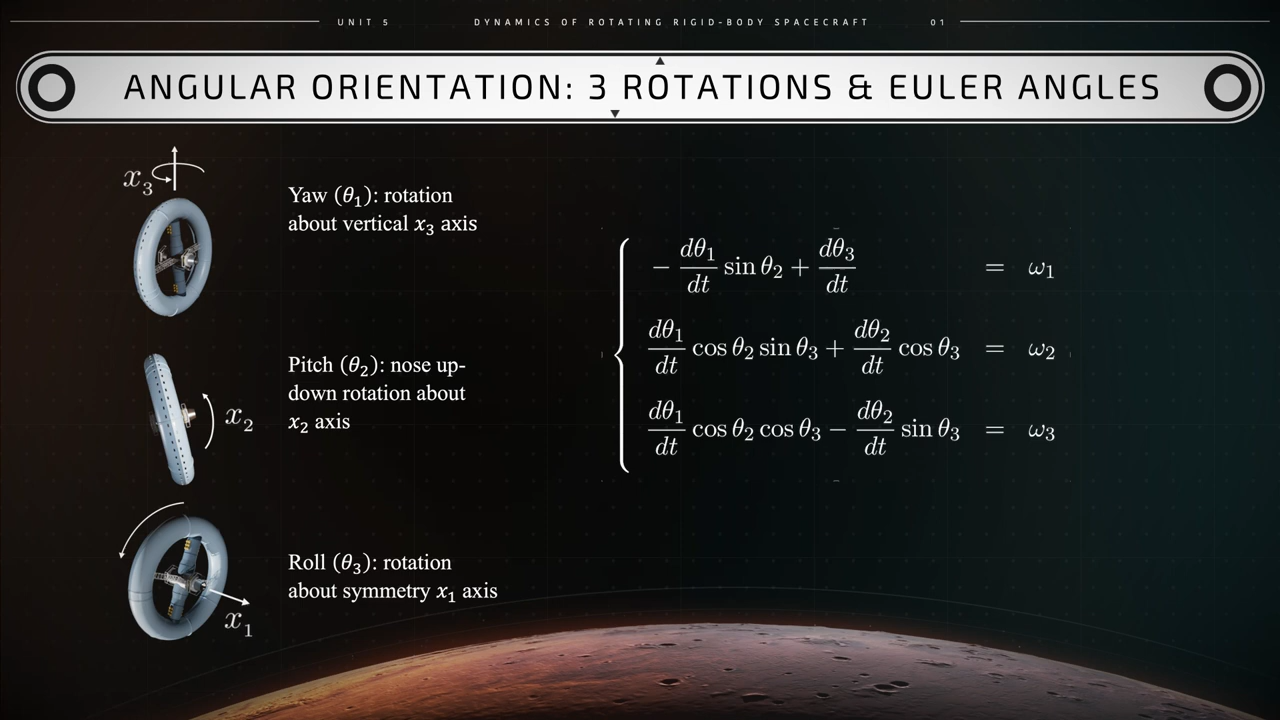 UNIT 5 DYNAMICS OF ROTATING RIGID-BODY SPACECRAFT 01
ANGULAR ORIENTATION: 3 ROTATIONS & EULER ANGLES
x₃
Yaw (θ₁): rotation
about vertical x₃ axis
Pitch (θ₂): nose up-
down rotation about
x₂ axis
x₂
Roll (θ₃): rotation
about symmetry x₁ axis
x₁
− dθ₁/dt sin θ₂ + dθ₃/dt = ω₁
dθ₁/dt cos θ₂ sin θ₃ + dθ₂/dt cos θ₃ = ω₂
dθ₁/dt cos θ₂ cos θ₃ − dθ₂/dt sin θ₃ = ω₃